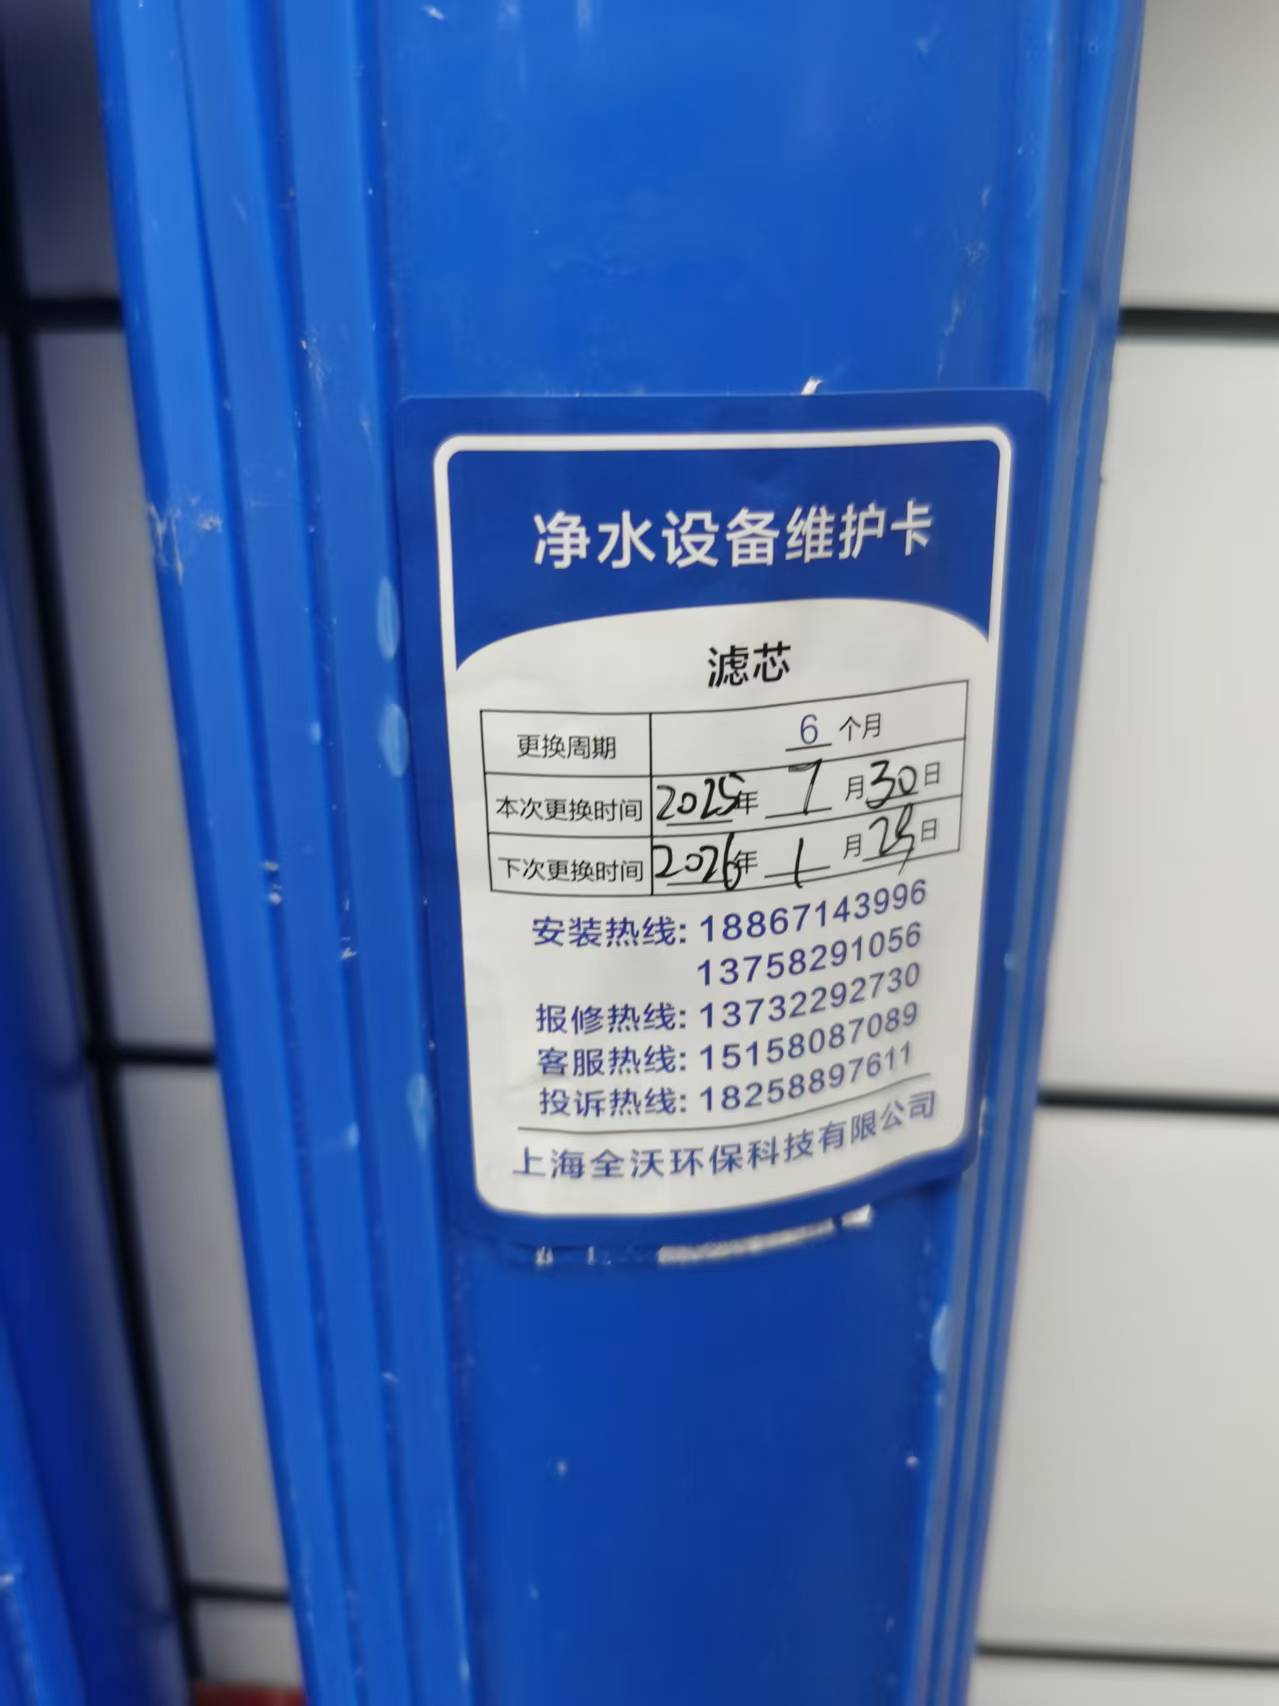 净水设备维护卡
滤芯
更换周期 6 个月
本次更换时间 2025年 7 月30日
下次更换时间 2026年 1 月29日
安装热线: 18867143996
13758291056
报修热线: 13732292730
客服热线: 15158087089
投诉热线: 18258897611
上海全沃环保科技有限公司